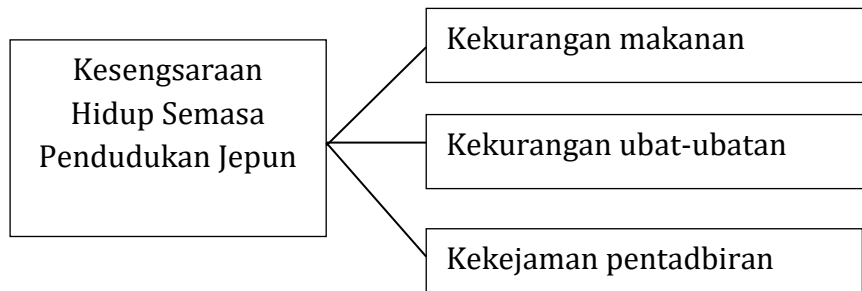 Kesengsaraan
Hidup Semasa
Pendudukan Jepun
Kekurangan makanan
Kekurangan ubat-ubatan
Kekejaman pentadbiran